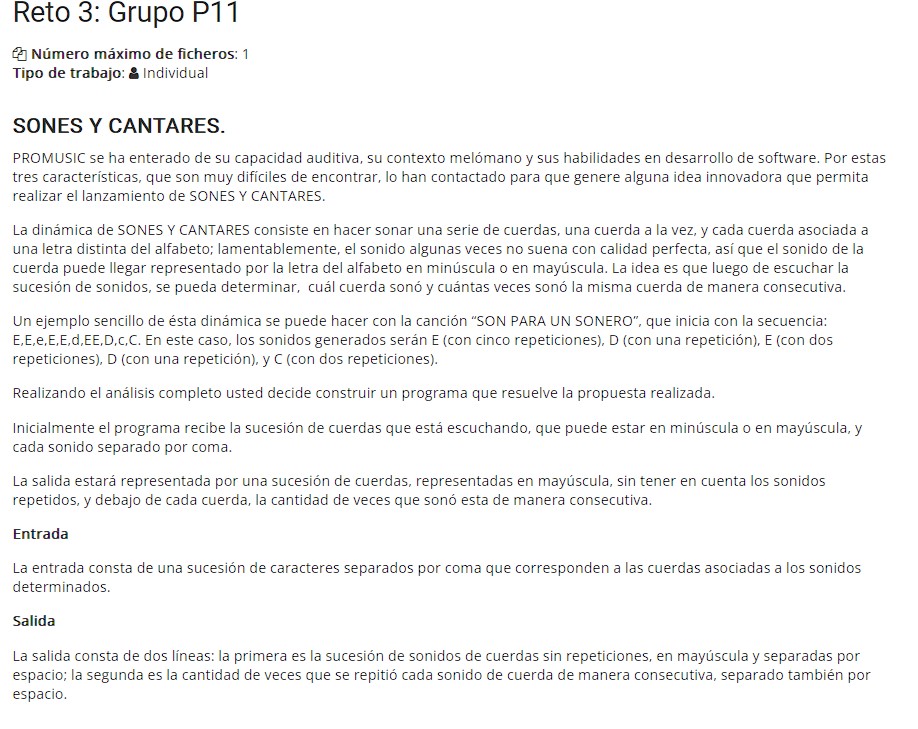 Reto 3: Grupo P11
Número máximo de ficheros: 1
Tipo de trabajo: Individual
SONES Y CANTARES.
PROMUSIC se ha enterado de su capacidad auditiva, su contexto melómano y sus habilidades en desarrollo de software. Por estas
tres características, que son muy difíciles de encontrar, lo han contactado para que genere alguna idea innovadora que permita
realizar el lanzamiento de SONES Y CANTARES.
La dinámica de SONES Y CANTARES consiste en hacer sonar una serie de cuerdas, una cuerda a la vez, y cada cuerda asociada a
una letra distinta del alfabeto; lamentablemente, el sonido algunas veces no suena con calidad perfecta, así que el sonido de la
cuerda puede llegar representado por la letra del alfabeto en minúscula o en mayúscula. La idea es que luego de escuchar la
sucesión de sonidos, se pueda determinar,  cuál cuerda sonó y cuántas veces sonó la misma cuerda de manera consecutiva.
Un ejemplo sencillo de ésta dinámica se puede hacer con la canción “SON PARA UN SONERO”, que inicia con la secuencia:
E,E,e,E,E,d,EE,D,c,C. En este caso, los sonidos generados serán E (con cinco repeticiones), D (con una repetición), E (con dos
repeticiones), D (con una repetición), y C (con dos repeticiones).
Realizando el análisis completo usted decide construir un programa que resuelve la propuesta realizada.
Inicialmente el programa recibe la sucesión de cuerdas que está escuchando, que puede estar en minúscula o en mayúscula, y
cada sonido separado por coma.
La salida estará representada por una sucesión de cuerdas, representadas en mayúscula, sin tener en cuenta los sonidos
repetidos, y debajo de cada cuerda, la cantidad de veces que sonó esta de manera consecutiva.
Entrada
La entrada consta de una sucesión de caracteres separados por coma que corresponden a las cuerdas asociadas a los sonidos
determinados.
Salida
La salida consta de dos líneas: la primera es la sucesión de sonidos de cuerdas sin repeticiones, en mayúscula y separadas por
espacio; la segunda es la cantidad de veces que se repitió cada sonido de cuerda de manera consecutiva, separado también por
espacio.